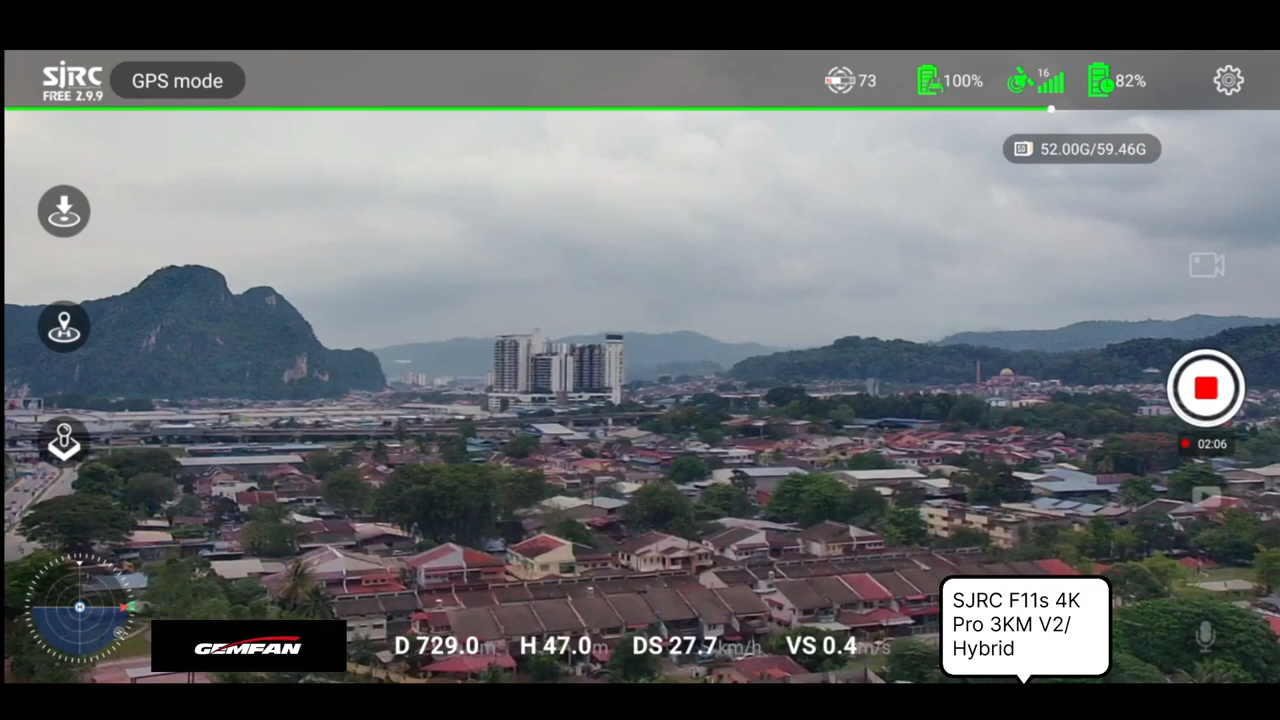 SJRC
FREE 2.9.9
GPS mode
73
100%
16
82%
SD
52.00G/59.46G
H
02:06
H
GEMFAN
D 729.0m H 47.0m DS 27.7km/h VS 0.4m/s
SJRC F11s 4K
Pro 3KM V2/
Hybrid